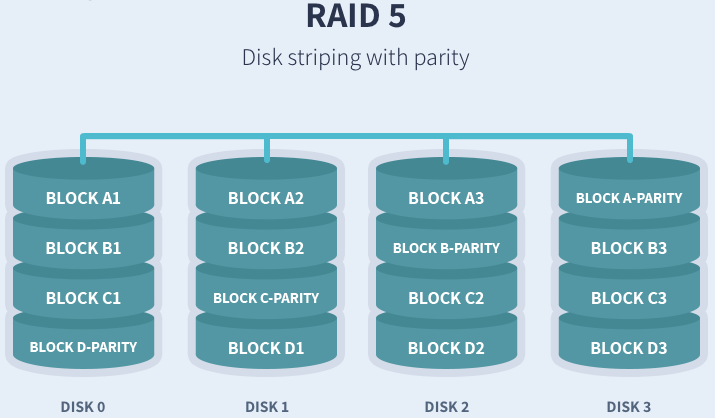 RAID 5
Disk striping with parity
BLOCK A1 BLOCK A2 BLOCK A3 BLOCK A-PARITY
BLOCK B1 BLOCK B2 BLOCK B-PARITY BLOCK B3
BLOCK C1 BLOCK C-PARITY BLOCK C2 BLOCK C3
BLOCK D-PARITY BLOCK D1 BLOCK D2 BLOCK D3
DISK 0 DISK 1 DISK 2 DISK 3